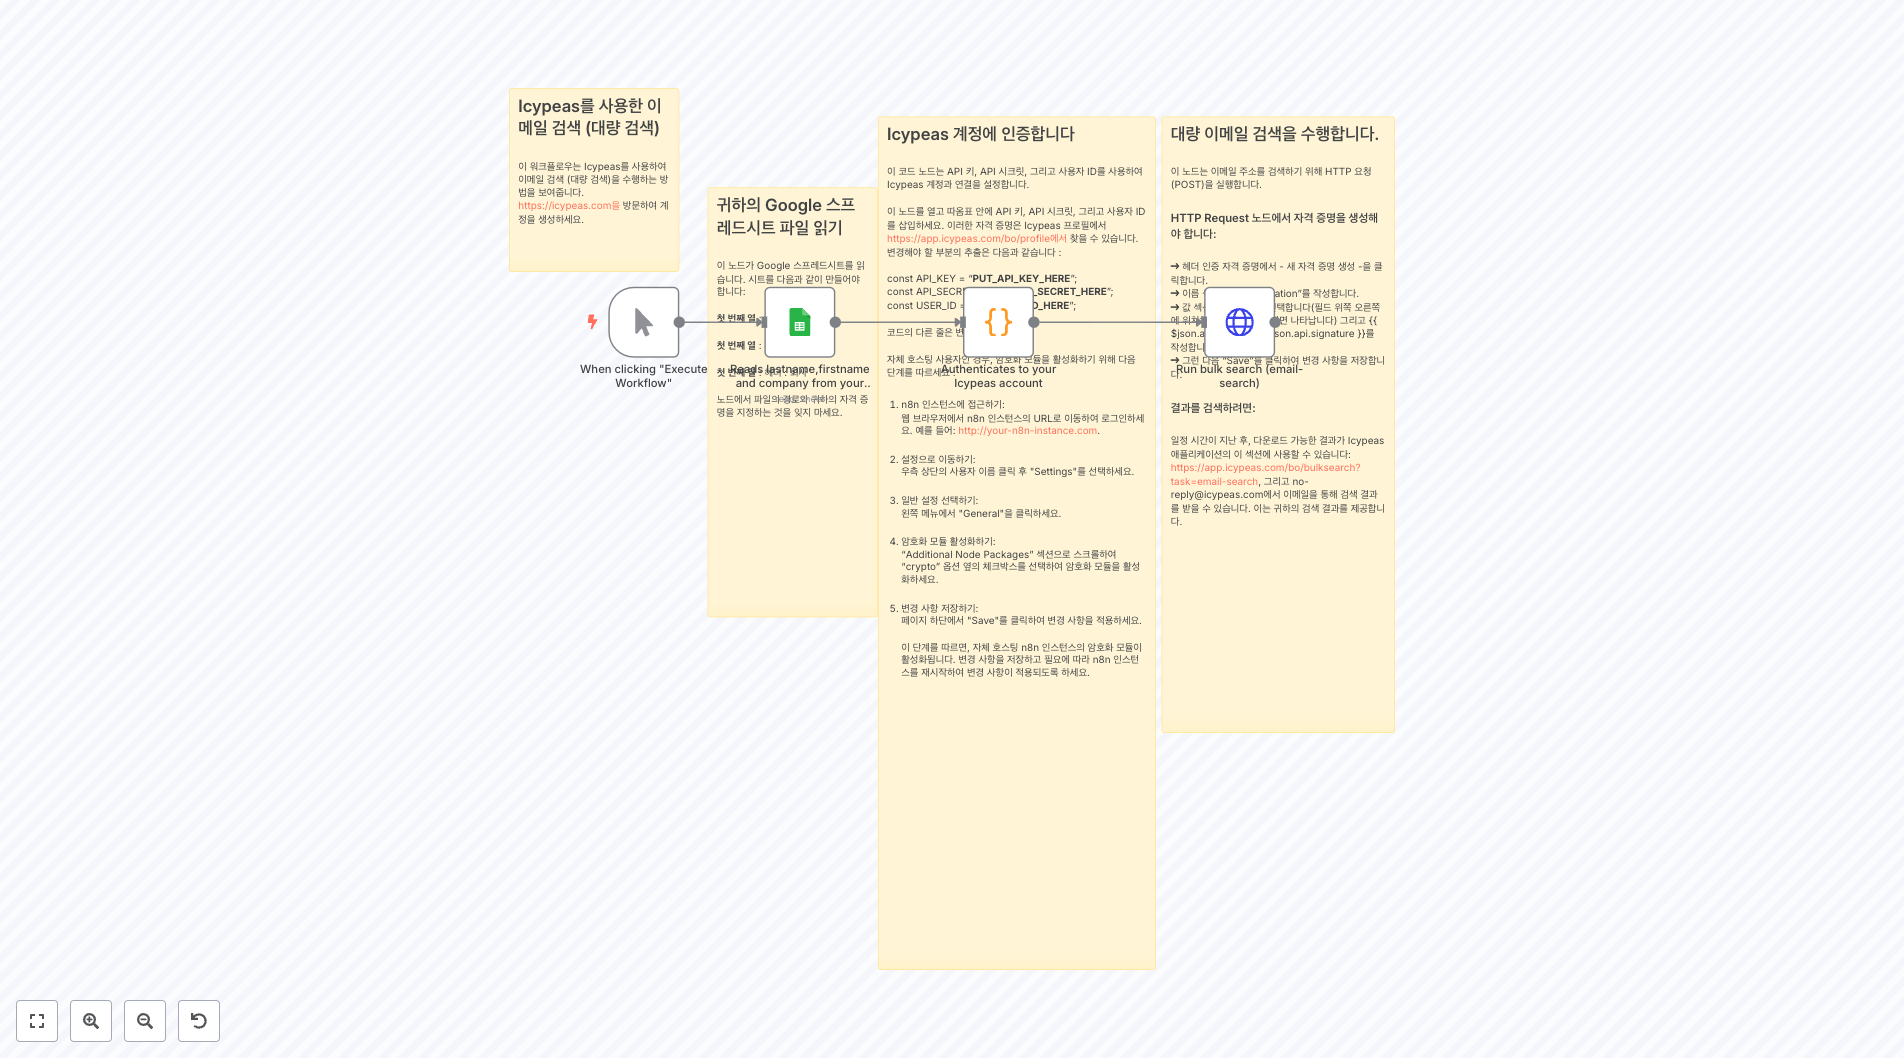 Icypeas를 사용한 이
메일 검색 (대량 검색)
이 워크플로우는 Icypeas를 사용하여
이메일 검색 (대량 검색)을 수행하는 방
법을 보여줍니다.
https://icypeas.com을 방문하여 계
정을 생성하세요.
귀하의 Google 스프
레드시트 파일 읽기
이 노드가 Google 스프레드시트를 읽
습니다. 시트를 다음과 같이 만들어야
합니다:
첫 번째 열
첫 번째 열 :
첫 번째 열 :
노드에서 파일의 경로와 귀하의 자격 증
명을 지정하는 것을 잊지 마세요.
When clicking "Execute
Workflow"
Reads lastname,firstname
and company from your..
Icypeas 계정에 인증합니다
이 코드 노드는 API 키, API 시크릿, 그리고 사용자 ID를 사용하여
Icypeas 계정과 연결을 설정합니다.
이 노드를 열고 따옴표 안에 API 키, API 시크릿, 그리고 사용자 ID
를 삽입하세요. 이러한 자격 증명은 Icypeas 프로필에서
https://app.icypeas.com/bo/profile에서 찾을 수 있습니다.
변경해야 할 부분의 추출은 다음과 같습니다 :
const API_KEY = “PUT_API_KEY_HERE”;
const API_SECR _SECRET_HERE”;
const USER_ID = D_HERE”;
코드의 다른 줄은 변
자체 호스팅 사용자인 경우, 암호화 모듈을 활성화하기 위해 다음
단계를 따르세요 :
Authenticates to your
Icypeas account
1. n8n 인스턴스에 접근하기:
웹 브라우저에서 n8n 인스턴스의 URL로 이동하여 로그인하세
요. 예를 들어: http://your-n8n-instance.com.
2. 설정으로 이동하기:
우측 상단의 사용자 이름 클릭 후 "Settings"를 선택하세요.
3. 일반 설정 선택하기:
왼쪽 메뉴에서 "General"을 클릭하세요.
4. 암호화 모듈 활성화하기:
“Additional Node Packages” 섹션으로 스크롤하여
“crypto” 옵션 옆의 체크박스를 선택하여 암호화 모듈을 활성
화하세요.
5. 변경 사항 저장하기:
페이지 하단에서 "Save"를 클릭하여 변경 사항을 적용하세요.
이 단계를 따르면, 자체 호스팅 n8n 인스턴스의 암호화 모듈이
활성화됩니다. 변경 사항을 저장하고 필요에 따라 n8n 인스턴
스를 재시작하여 변경 사항이 적용되도록 하세요.
대량 이메일 검색을 수행합니다.
이 노드는 이메일 주소를 검색하기 위해 HTTP 요청
(POST)을 실행합니다.
HTTP Request 노드에서 자격 증명을 생성해
야 합니다:
➔ 헤더 인증 자격 증명에서 - 새 자격 증명 생성 -을 클
릭합니다.
➔ 이름 ation”를 작성합니다.
➔ 값 섹 택합니다(필드 위쪽 오른쪽
에 위치 면 나타납니다) 그리고 {{
$json.a son.api.signature }}를
작성합니
➔ 그런 다음 “Save”를 클릭하여 변경 사항을 저장합니
다.
Run bulk search (email-
search)
결과를 검색하려면:
일정 시간이 지난 후, 다운로드 가능한 결과가 Icypeas
애플리케이션의 이 섹션에 사용할 수 있습니다:
https://app.icypeas.com/bo/bulksearch?
task=email-search, 그리고 no-
reply@icypeas.com에서 이메일을 통해 검색 결과
를 받을 수 있습니다. 이는 귀하의 검색 결과를 제공합니
다.